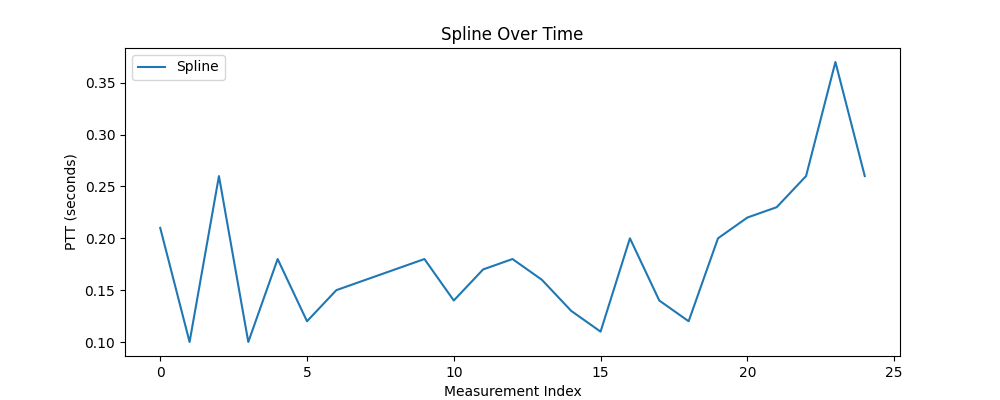 Spline Over Time
Spline
PTT (seconds)
0.35
0.30
0.25
0.20
0.15
0.10
0 5 10 15 20 25
Measurement Index